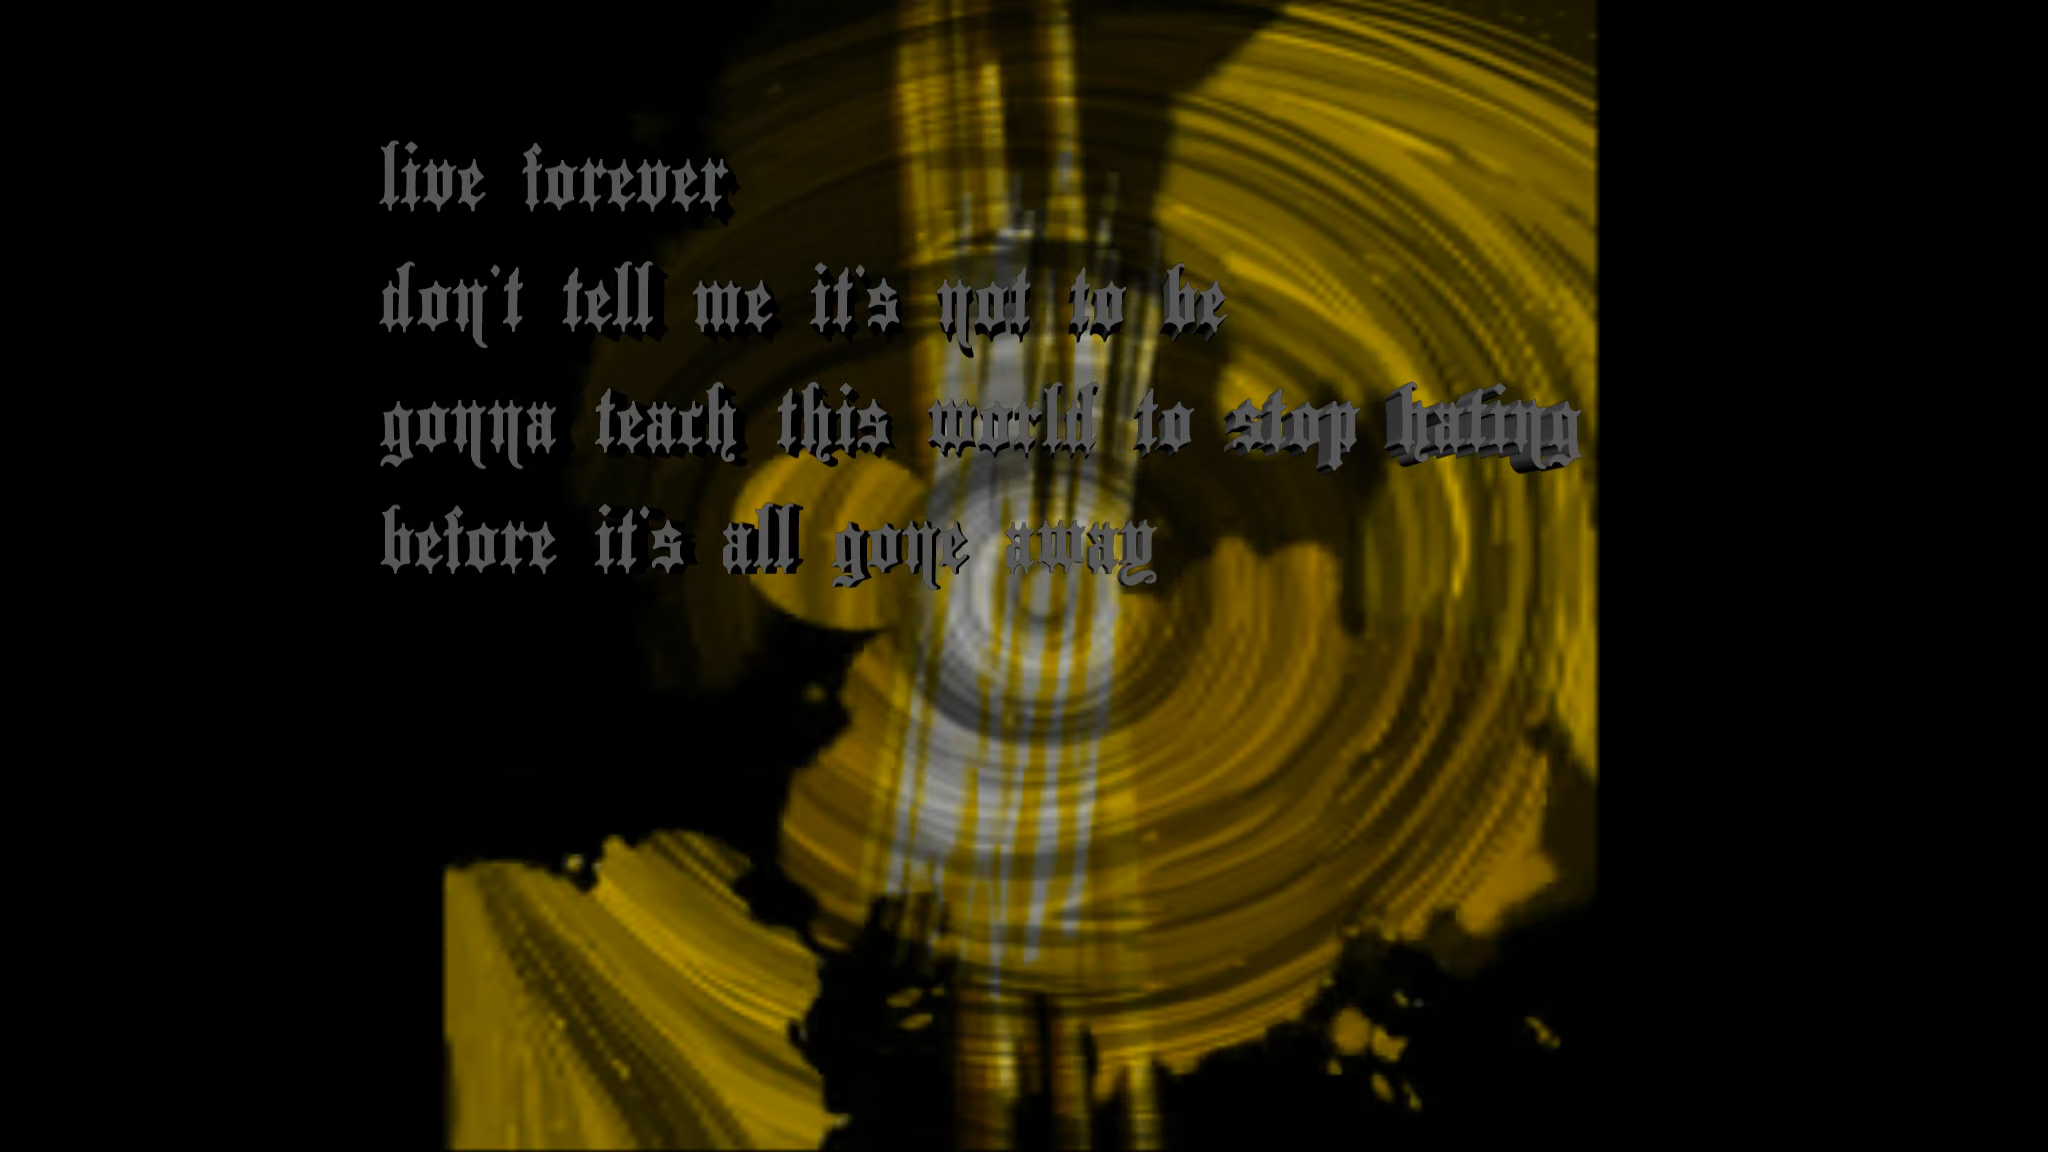 live forever
don't tell me it's not to be
gonna teach this world to stop hating
before it's all gone away